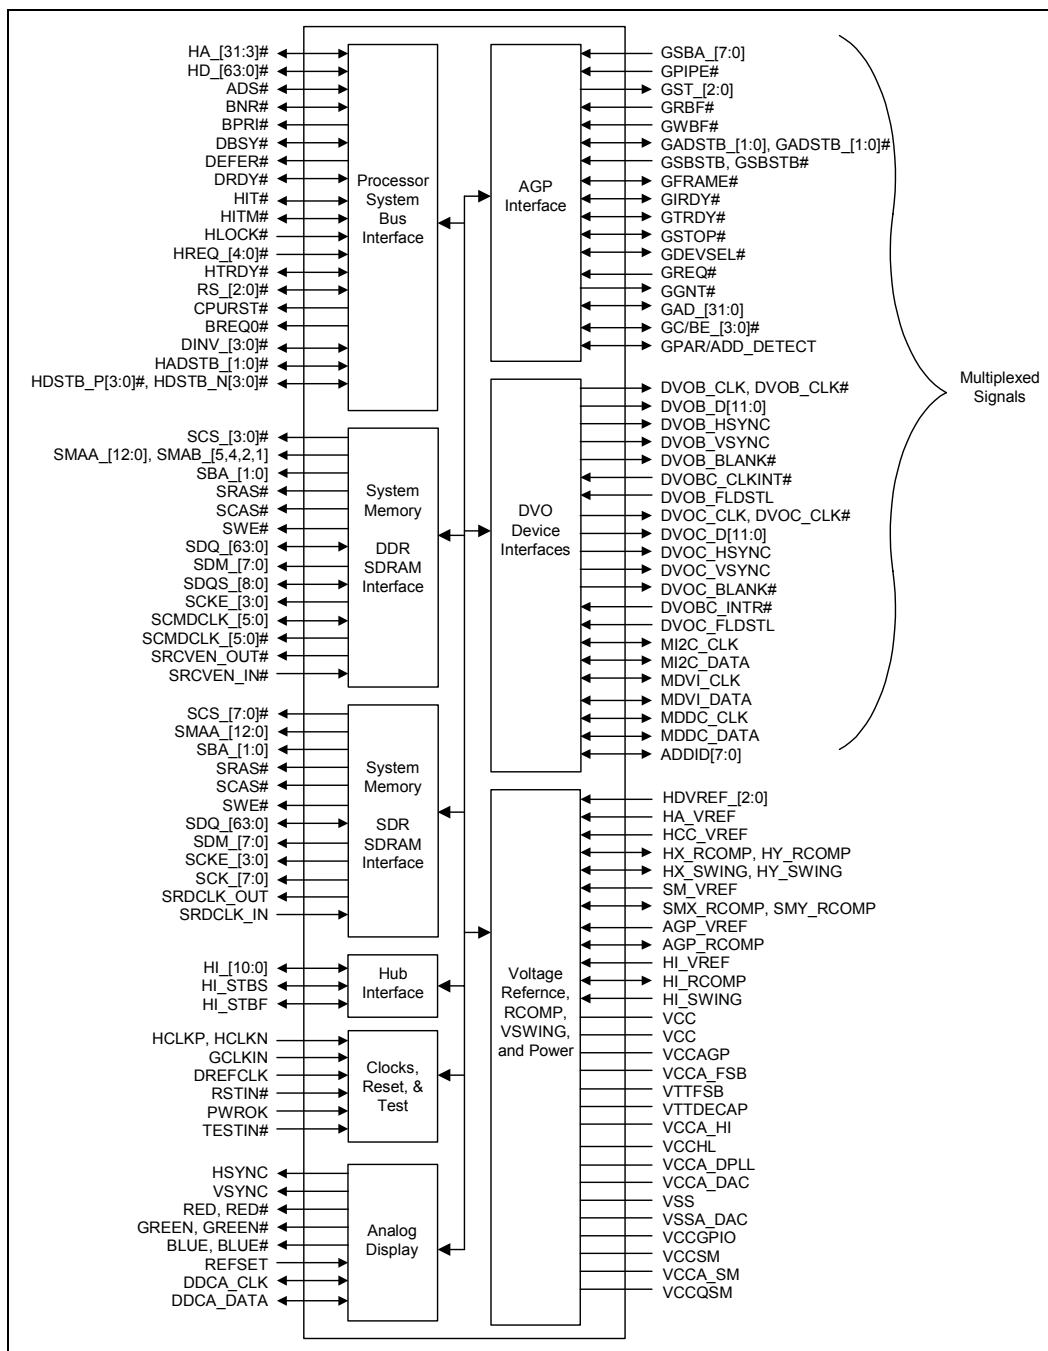 HA_[31:3]#
HD_[63:0]#
ADS#
BNR#
BPRI#
DBSY#
DEFER#
DRDY#
HIT#
HITM#
HLOCK#
HREQ_[4:0]#
HTRDY#
RS_[2:0]#
CPURST#
BREQ0#
DINV_[3:0]#
HADSTB_[1:0]#
HDSTB_P[3:0]#, HDSTB_N[3:0]#
Processor
System
Bus
Interface
SCS_[3:0]#
SMAA_[12:0], SMAB_[5,4,2,1]
SBA_[1:0]
SRAS#
SCAS#
SWE#
SDQ_[63:0]
SDM_[7:0]
SDQS_[8:0]
SCKE_[3:0]
SCMDCLK_[5:0]
SCMDCLK_[5:0]#
SRCVEN_OUT#
SRCVEN_IN#
System
Memory
DDR
SDRAM
Interface
SCS_[7:0]#
SMAA_[12:0]
SBA_[1:0]
SRAS#
SCAS#
SWE#
SDQ_[63:0]
SDM_[7:0]
SCKE_[3:0]
SCK_[7:0]
SRDCLK_OUT
SRDCLK_IN
System
Memory
SDR
SDRAM
Interface
HI_[10:0]
HI_STBS
HI_STBF
Hub
Interface
HCLKP, HCLKN
GCLKIN
DREFCLK
RSTIN#
PWROK
TESTIN#
Clocks,
Reset, &
Test
HSYNC
VSYNC
RED, RED#
GREEN, GREEN#
BLUE, BLUE#
REFSET
DDCA_CLK
DDCA_DATA
Analog
Display
AGP
Interface
GSBA_[7:0]
GPIPE#
GST_[2:0]
GRBF#
GWBF#
GADSTB_[1:0], GADSTB_[1:0]#
GSBSTB, GSBSTB#
GFRAME#
GIRDY#
GTRDY#
GSTOP#
GDEVSEL#
GREQ#
GGNT#
GAD_[31:0]
GC/BE_[3:0]#
GPAR/ADD_DETECT
DVO
Device
Interfaces
DVOB_CLK, DVOB_CLK#
DVOB_D[11:0]
DVOB_HSYNC
DVOB_VSYNC
DVOB_BLANK#
DVOBC_CLKINT#
DVOB_FLDSTL
DVOC_CLK, DVOC_CLK#
DVOC_D[11:0]
DVOC_HSYNC
DVOC_VSYNC
DVOC_BLANK#
DVOBC_INTR#
DVOC_FLDSTL
MI2C_CLK
MI2C_DATA
MDVI_CLK
MDVI_DATA
MDDC_CLK
MDDC_DATA
ADDID[7:0]
Multiplexed
Signals
Voltage
Refernce,
RCOMP,
VSWING,
and Power
HDVREF_[2:0]
HA_VREF
HCC_VREF
HX_RCOMP, HY_RCOMP
HX_SWING, HY_SWING
SM_VREF
SMX_RCOMP, SMY_RCOMP
AGP_VREF
AGP_RCOMP
HI_VREF
HI_RCOMP
HI_SWING
VCC
VCC
VCCAGP
VCCA_FSB
VTTFSB
VTTDECAP
VCCA_HI
VCCHL
VCCA_DPLL
VCCA_DAC
VSS
VSSA_DAC
VCCGPIO
VCCSM
VCCA_SM
VCCQSM